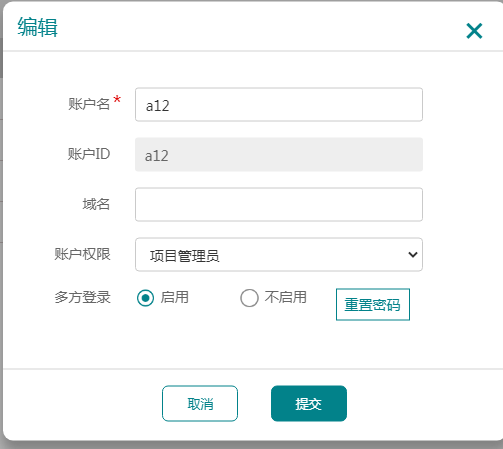 编辑
账户名* a12
账户ID a12
域名
账户权限 项目管理员
多方登录 启用 不启用 重置密码
取消 提交